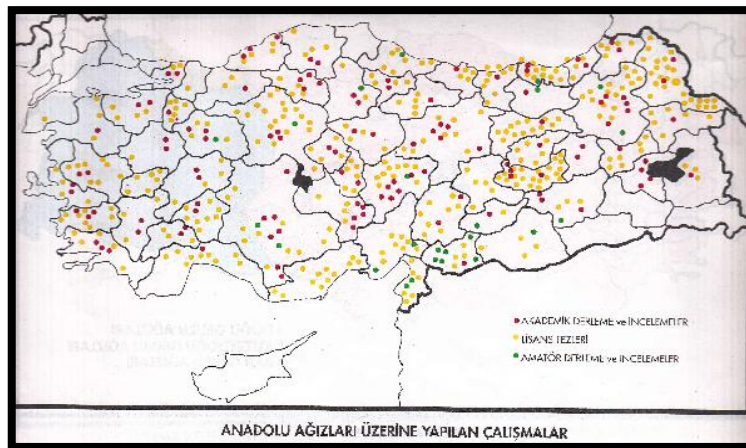 AKADEMİK DERLEME ve İNCELEMELER
LİSANS TEZLERİ
AMATÖR DERLEME ve İNCELEMELER
ANADOLU AĞIZLARI ÜZERİNE YAPILAN ÇALIŞMALAR